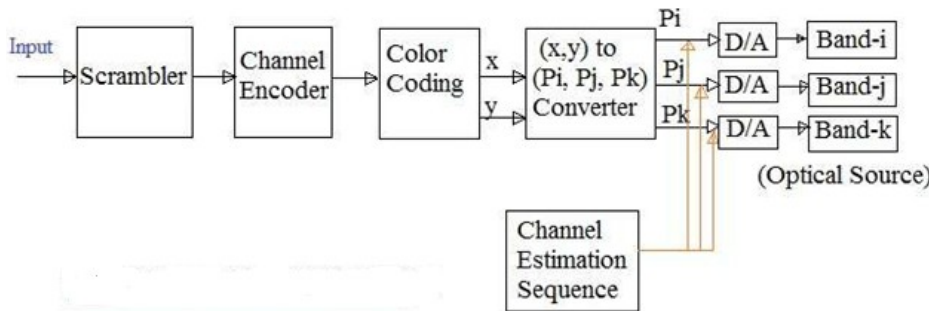 Input
Scrambler
Channel
Encoder
Color
Coding
x
y
(x,y) to
(Pi, Pj, Pk)
Converter
Pi
Pj
Pk
D/A
D/A
D/A
Band-i
Band-j
Band-k
(Optical Source)
Channel
Estimation
Sequence